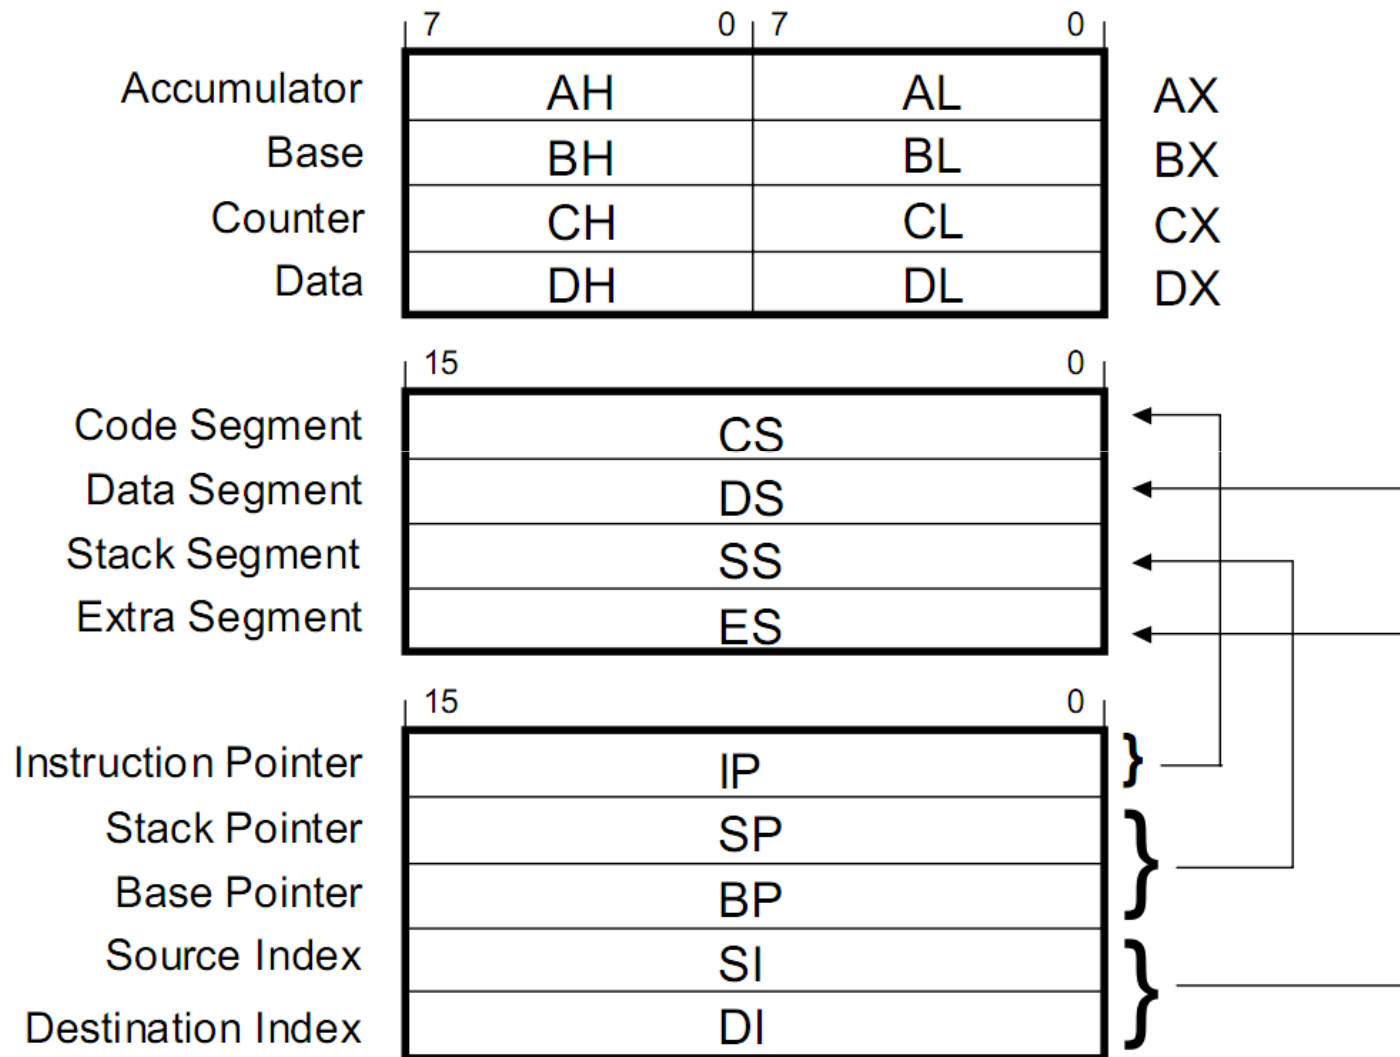 7 0 7 0
Accumulator AH AL AX
Base BH BL BX
Counter CH CL CX
Data DH DL DX
15 0
Code Segment CS
Data Segment DS
Stack Segment SS
Extra Segment ES
15 0
Instruction Pointer IP }
Stack Pointer SP
Base Pointer BP }
Source Index SI
Destination Index DI }